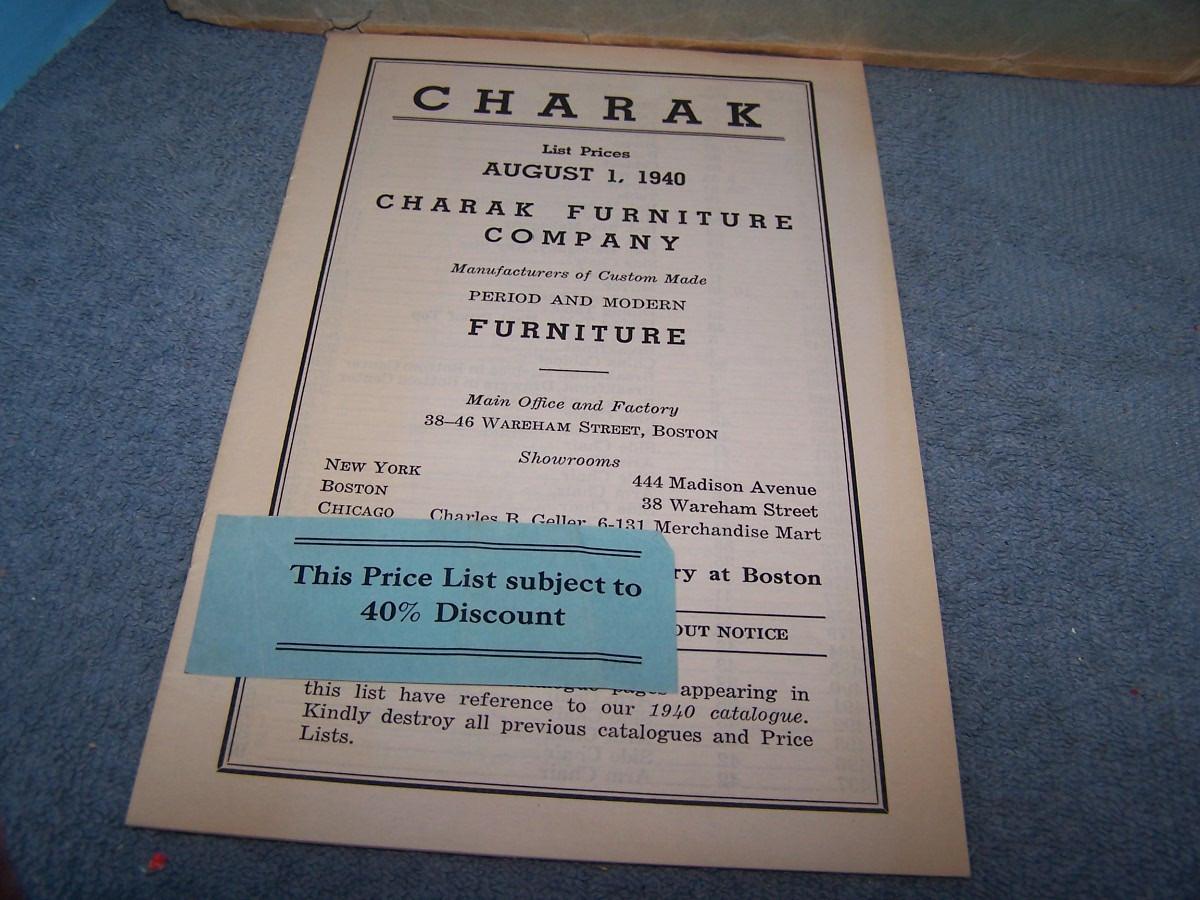 CHARAK
List Prices
AUGUST 1, 1940
CHARAK FURNITURE
COMPANY
Manufacturers of Custom Made
PERIOD AND MODERN
FURNITURE
Main Office and Factory
38–46 WAREHAM STREET, BOSTON
Showrooms
NEW YORK 444 Madison Avenue
BOSTON 38 Wareham Street
CHICAGO Charles B. Geller, 6-131 Merchandise Mart
ry at Boston
This Price List subject to
40% Discount
OUT NOTICE
pages appearing in
this list have reference to our 1940 catalogue.
Kindly destroy all previous catalogues and Price
Lists.